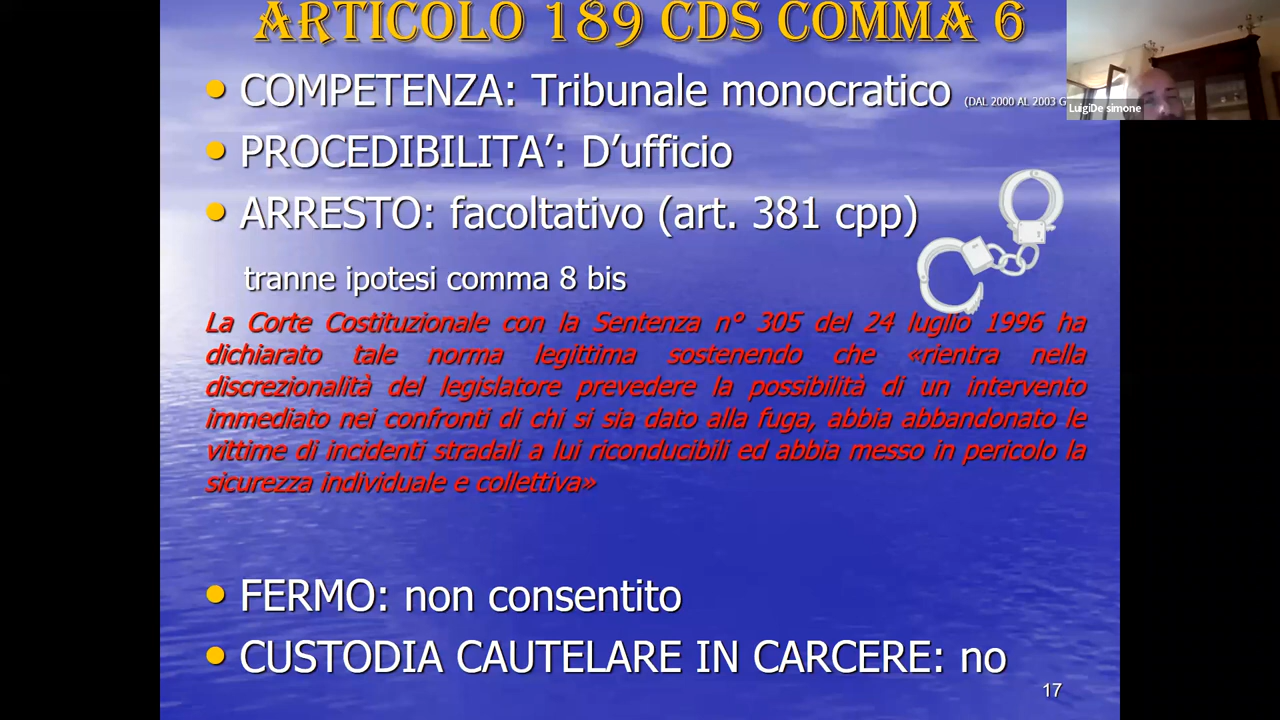 ARTICOLO 189 CDS COMMA 6
COMPETENZA: Tribunale monocratico (DAL 2000 AL 2003 G
LuigiDe simone
PROCEDIBILITA’: D’ufficio
ARRESTO: facoltativo (art. 381 cpp)
tranne ipotesi comma 8 bis
La Corte Costituzionale con la Sentenza n° 305 del 24 luglio 1996 ha
dichiarato tale norma legittima sostenendo che «rientra nella
discrezionalità del legislatore prevedere la possibilità di un intervento
immediato nei confronti di chi si sia dato alla fuga, abbia abbandonato le
vittime di incidenti stradali a lui riconducibili ed abbia messo in pericolo la
sicurezza individuale e collettiva»
FERMO: non consentito
CUSTODIA CAUTELARE IN CARCERE: no
17